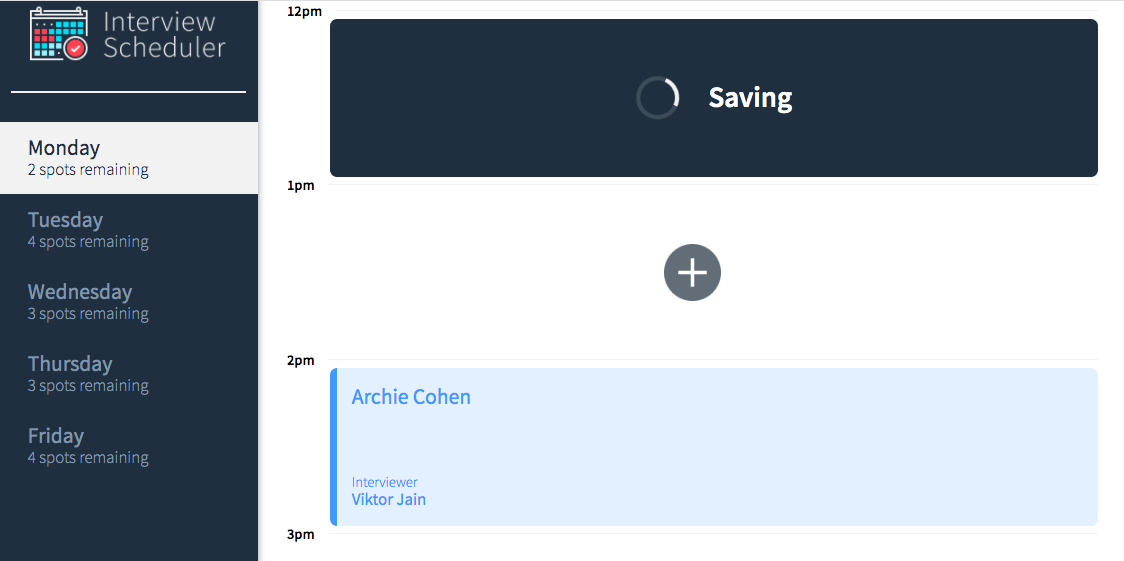 Interview
Scheduler
Monday
2 spots remaining
Tuesday
4 spots remaining
Wednesday
3 spots remaining
Thursday
3 spots remaining
Friday
4 spots remaining
12pm
Saving
1pm
2pm
Archie Cohen
Interviewer
Viktor Jain
3pm